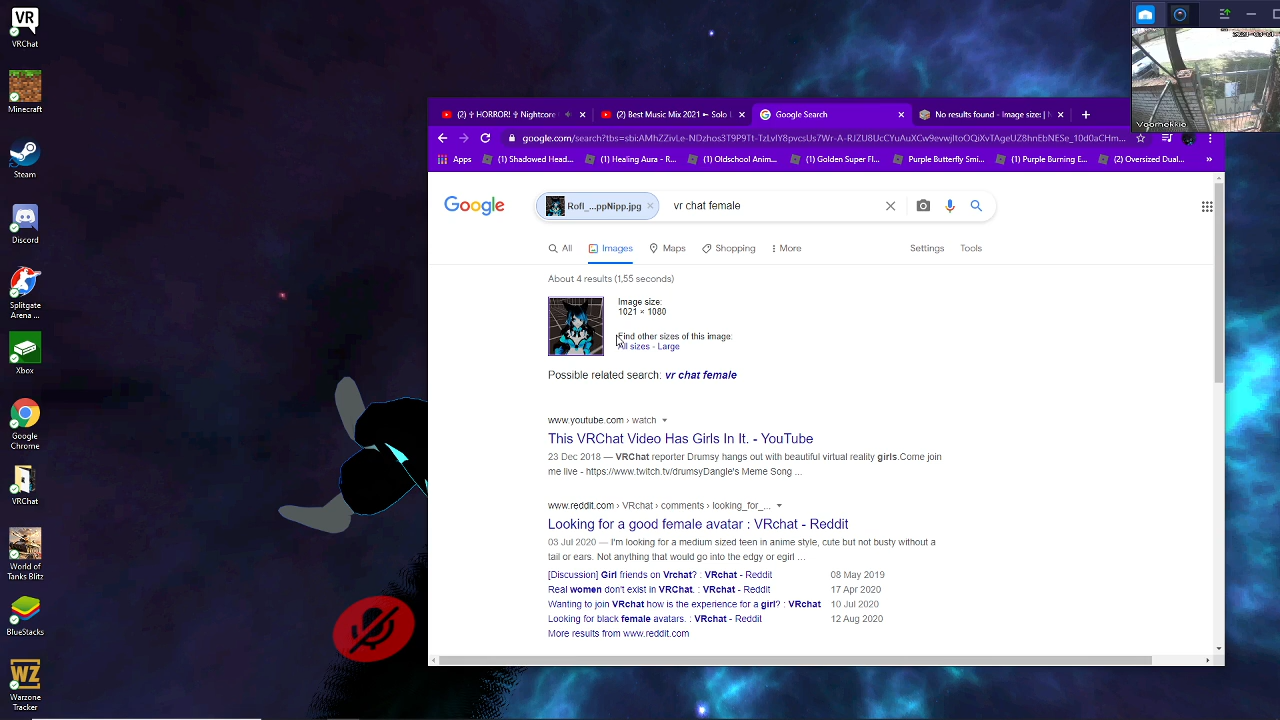 VRChat
Minecraft
Steam
Discord
Splitgate
Arena ...
Xbox
Google
Chrome
VRChat
World of
Tanks Blitz
BlueStacks
Warzone
Tracker
Voormekkie
(2) ♰ HORROR! ♰ Nightcore
(2) Best Music Mix 2021 ► Solo
Google Search
No results found - Image size: |
Apps
(1) Shadowed Head...
(1) Healing Aura - R...
(1) Oldschool Anim...
(1) Golden Super Fl...
Purple Butterfly Smi...
(1) Purple Burning E...
(2) Oversized Dual...
Google
Rofl_...ppNipp.jpg
vr chat female
All
Images
Maps
Shopping
More
Settings
Tools
About 4 results (1,55 seconds)
Image size:
1021 × 1080
Find other sizes of this image:
All sizes - Large
Possible related search: vr chat female
www.youtube.com › watch
This VRChat Video Has Girls In It. - YouTube
23 Dec 2018 — VRChat reporter Drumsy hangs out with beautiful virtual reality girls.Come join
me live - https://www.twitch.tv/drumsyDangle's Meme Song ...
www.reddit.com › VRchat › comments › looking_for_...
Looking for a good female avatar : VRchat - Reddit
03 Jul 2020 — I'm looking for a medium sized teen in anime style, cute but not busty without a
tail or ears. Not anything that would go into the edgy or egirl ...
[Discussion] Girl friends on Vrchat? : VRchat - Reddit 08 May 2019
Real women don't exist in VRChat. : VRchat - Reddit 17 Apr 2020
Wanting to join VRchat how is the experience for a girl? : VRchat 10 Jul 2020
Looking for black female avatars. : VRchat - Reddit 12 Aug 2020
More results from www.reddit.com